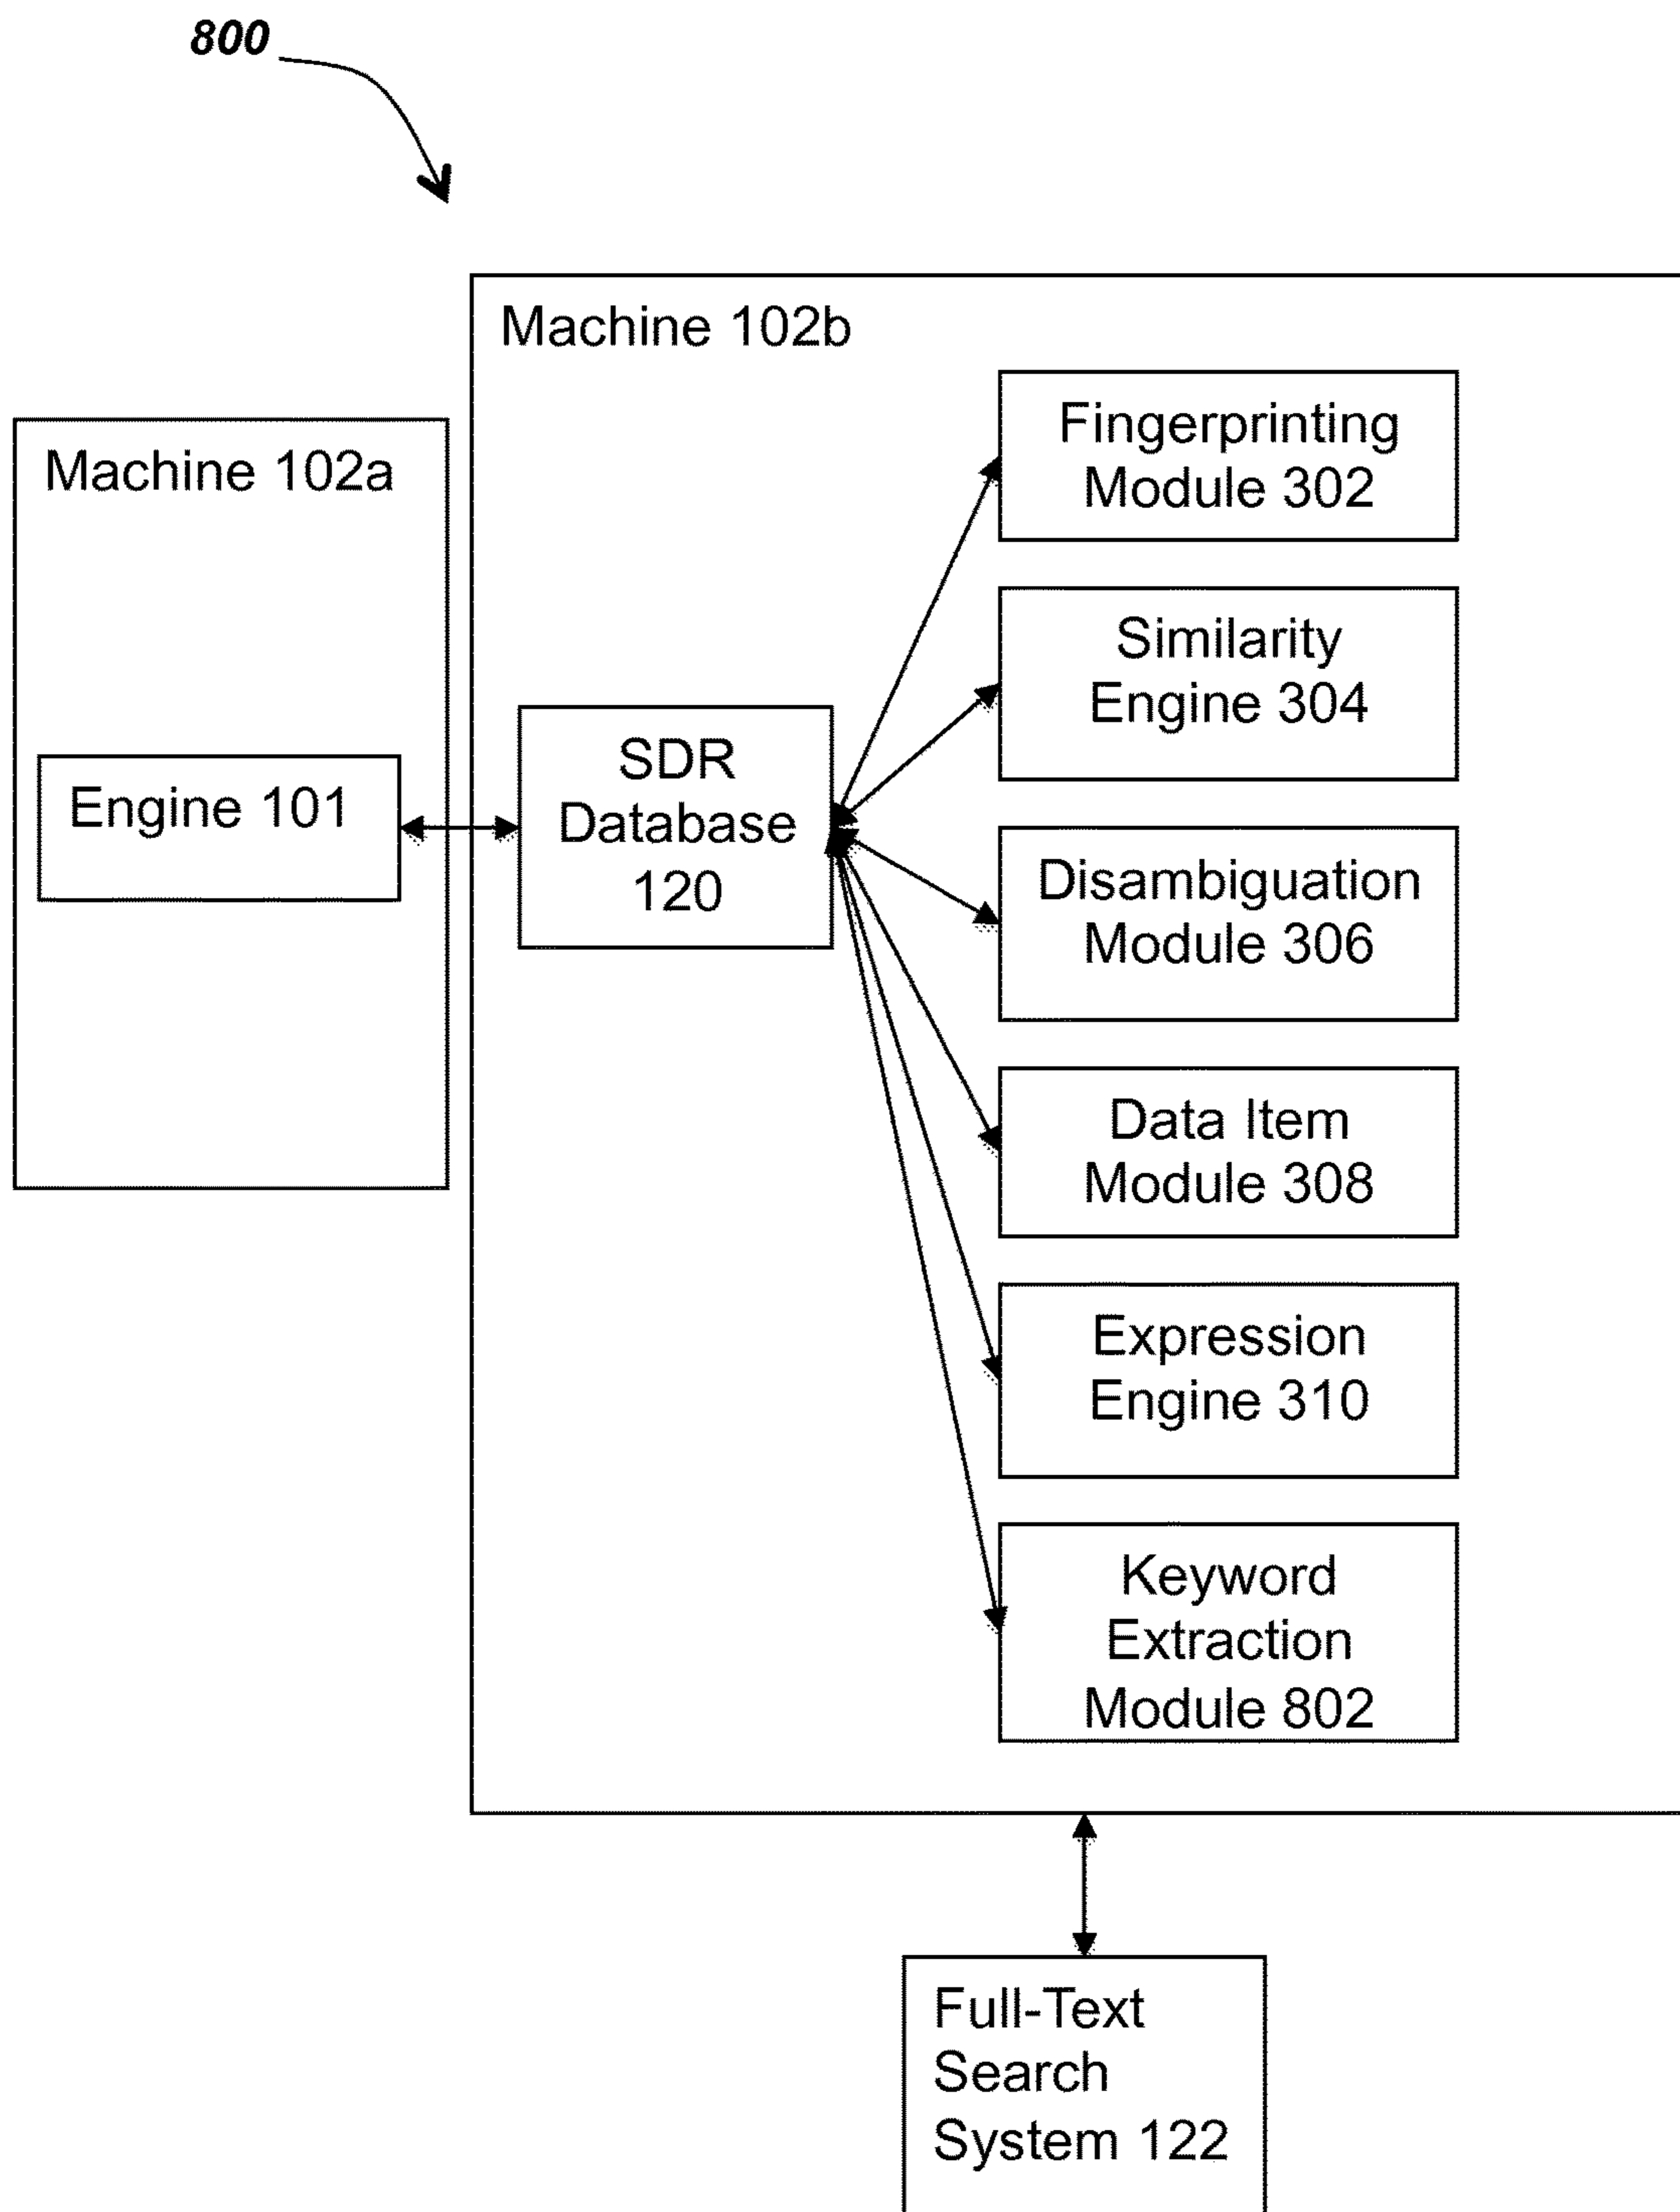 800
Machine 102b
Machine 102a
Engine 101
SDR
Database
120
Fingerprinting
Module 302
Similarity
Engine 304
Disambiguation
Module 306
Data Item
Module 308
Expression
Engine 310
Keyword
Extraction
Module 802
Full-Text
Search
System 122